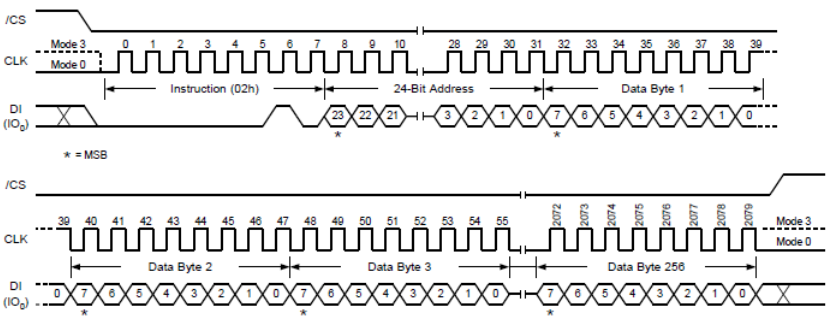 /CS
Mode 3 0 1 2 3 4 5 6 7 8 9 10 28 29 30 31 32 33 34 35 36 37 38 39
CLK Mode 0
Instruction (02h) 24-Bit Address Data Byte 1
DI
(IO0) 23 22 21 3 2 1 0 7 6 5 4 3 2 1 0
* *
* = MSB
/CS
39 40 41 42 43 44 45 46 47 48 49 50 51 52 53 54 55 2072 2073 2074 2075 2076 2077 2078 2079 Mode 3
CLK Mode 0
Data Byte 2 Data Byte 3 Data Byte 256
DI
(IO0) 0 7 6 5 4 3 2 1 0 7 6 5 4 3 2 1 0 7 6 5 4 3 2 1 0
* * *